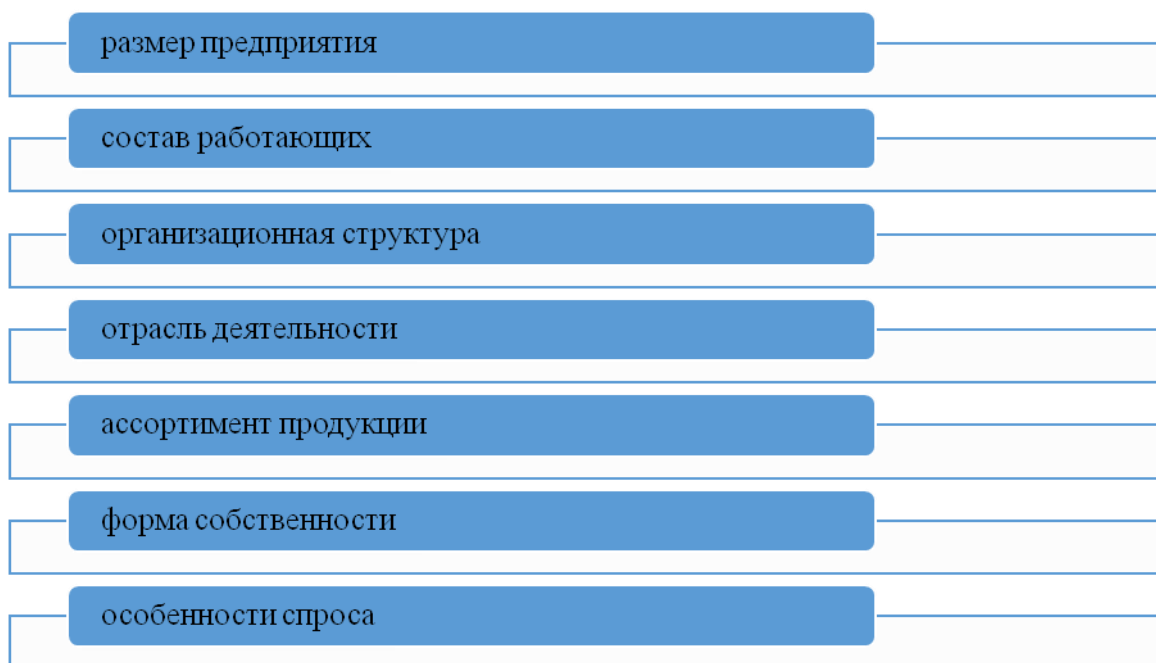 размер предприятия
состав работающих
организационная структура
отрасль деятельности
ассортимент продукции
форма собственности
особенности спроса